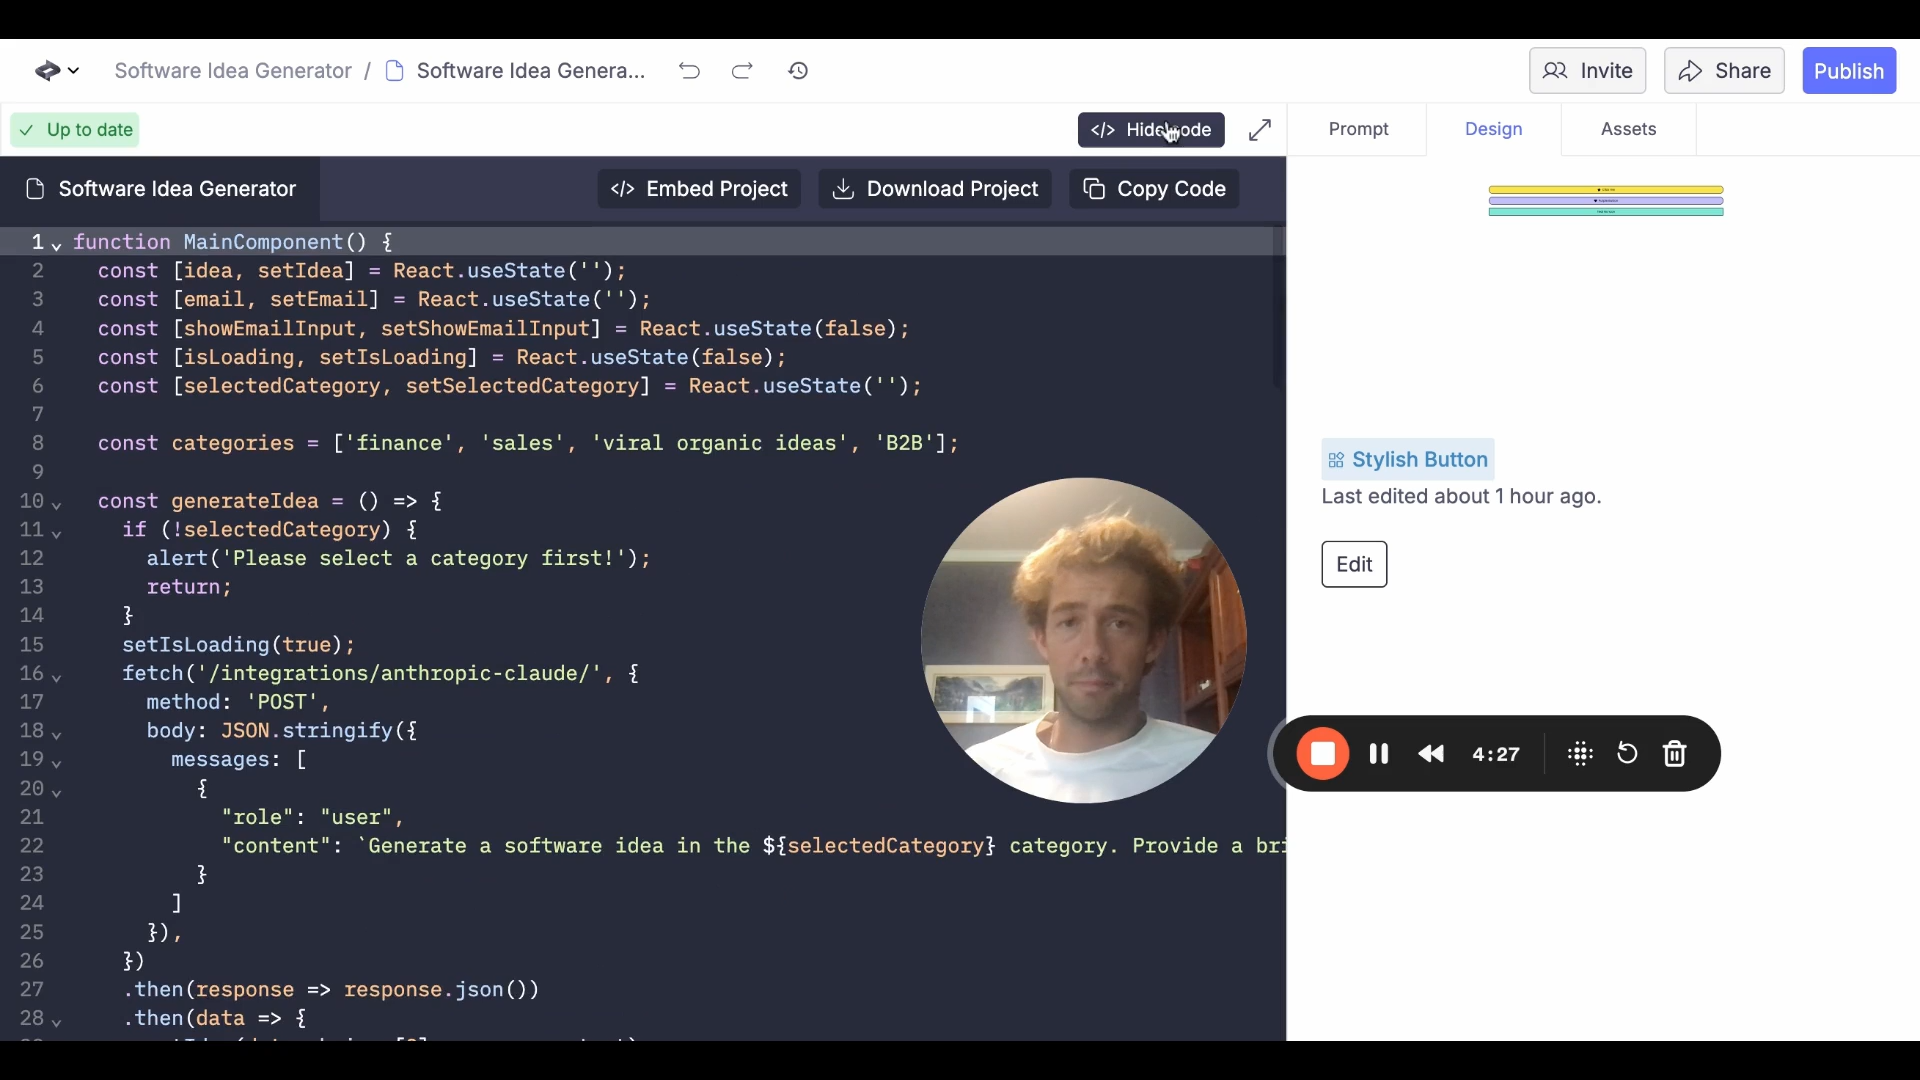 Software Idea Generator / Software Idea Genera...
Invite
Share
Publish
Up to date
</> Hide code
Prompt
Design
Assets
Software Idea Generator
</> Embed Project
Download Project
Copy Code
1 function MainComponent() {
2 const [idea, setIdea] = React.useState('');
3 const [email, setEmail] = React.useState('');
4 const [showEmailInput, setShowEmailInput] = React.useState(false);
5 const [isLoading, setIsLoading] = React.useState(false);
6 const [selectedCategory, setSelectedCategory] = React.useState('');
7
8 const categories = ['finance', 'sales', 'viral organic ideas', 'B2B'];
9
10 const generateIdea = () => {
11 if (!selectedCategory) {
12 alert('Please select a category first!');
13 return;
14 }
15 setIsLoading(true);
16 fetch('/integrations/anthropic-claude/', {
17 method: 'POST',
18 body: JSON.stringify({
19 messages: [
20 {
21 "role": "user",
22 "content": `Generate a software idea in the ${selectedCategory} category. Provide a bri
23 }
24 ]
25 }),
26 })
27 .then(response => response.json())
28 .then(data => {
Stylish Button
Last edited about 1 hour ago.
Edit
4:27